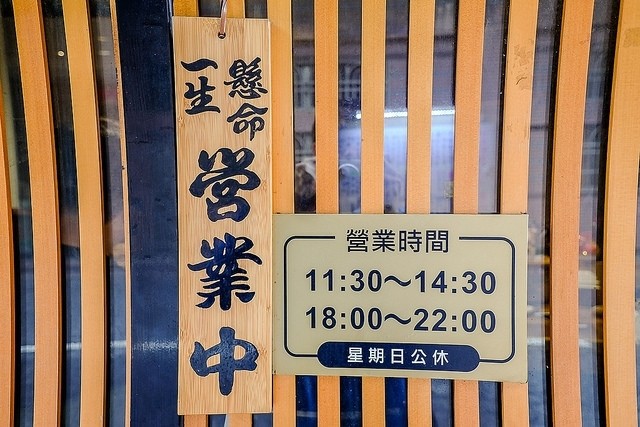 一生
懸命
營業中
營業時間
11:30～14:30
18:00～22:00
星期日公休